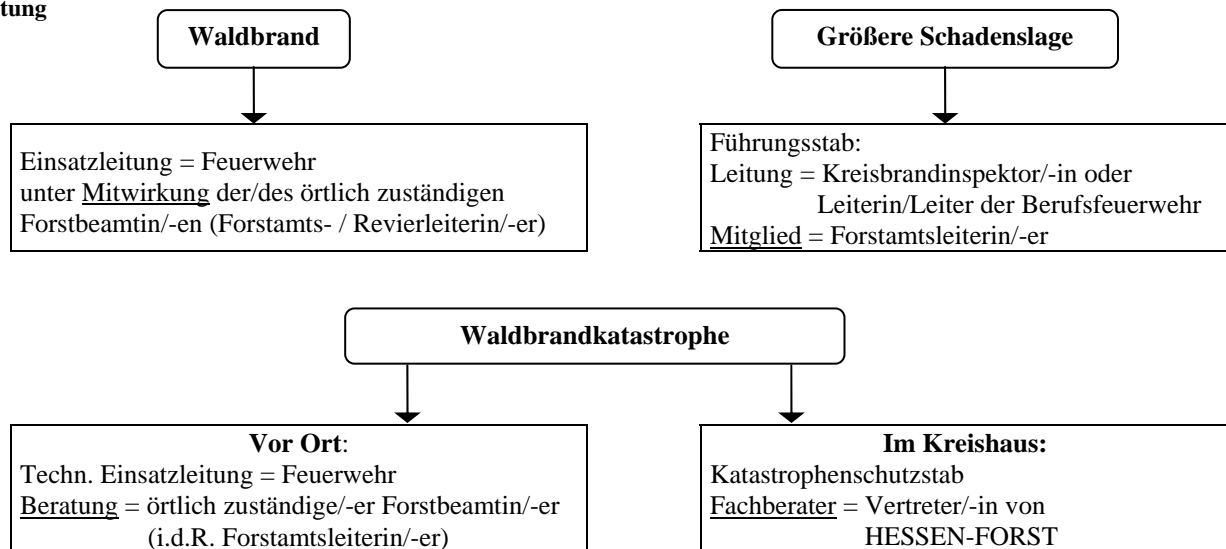 tung
Waldbrand
Einsatzleitung = Feuerwehr
unter Mitwirkung der/des örtlich zuständigen
Forstbeamtin/-en (Forstamts- / Revierleiterin/-er)
Größere Schadenslage
Führungsstab:
Leitung = Kreisbrandinspektor/-in oder
Leiterin/Leiter der Berufsfeuerwehr
Mitglied = Forstamtsleiterin/-er
Waldbrandkatastrophe
Vor Ort:
Techn. Einsatzleitung = Feuerwehr
Beratung = örtlich zuständige/-er Forstbeamtin/-er
(i.d.R. Forstamtsleiterin/-er)
Im Kreishaus:
Katastrophenschutzstab
Fachberater = Vertreter/-in von
HESSEN-FORST